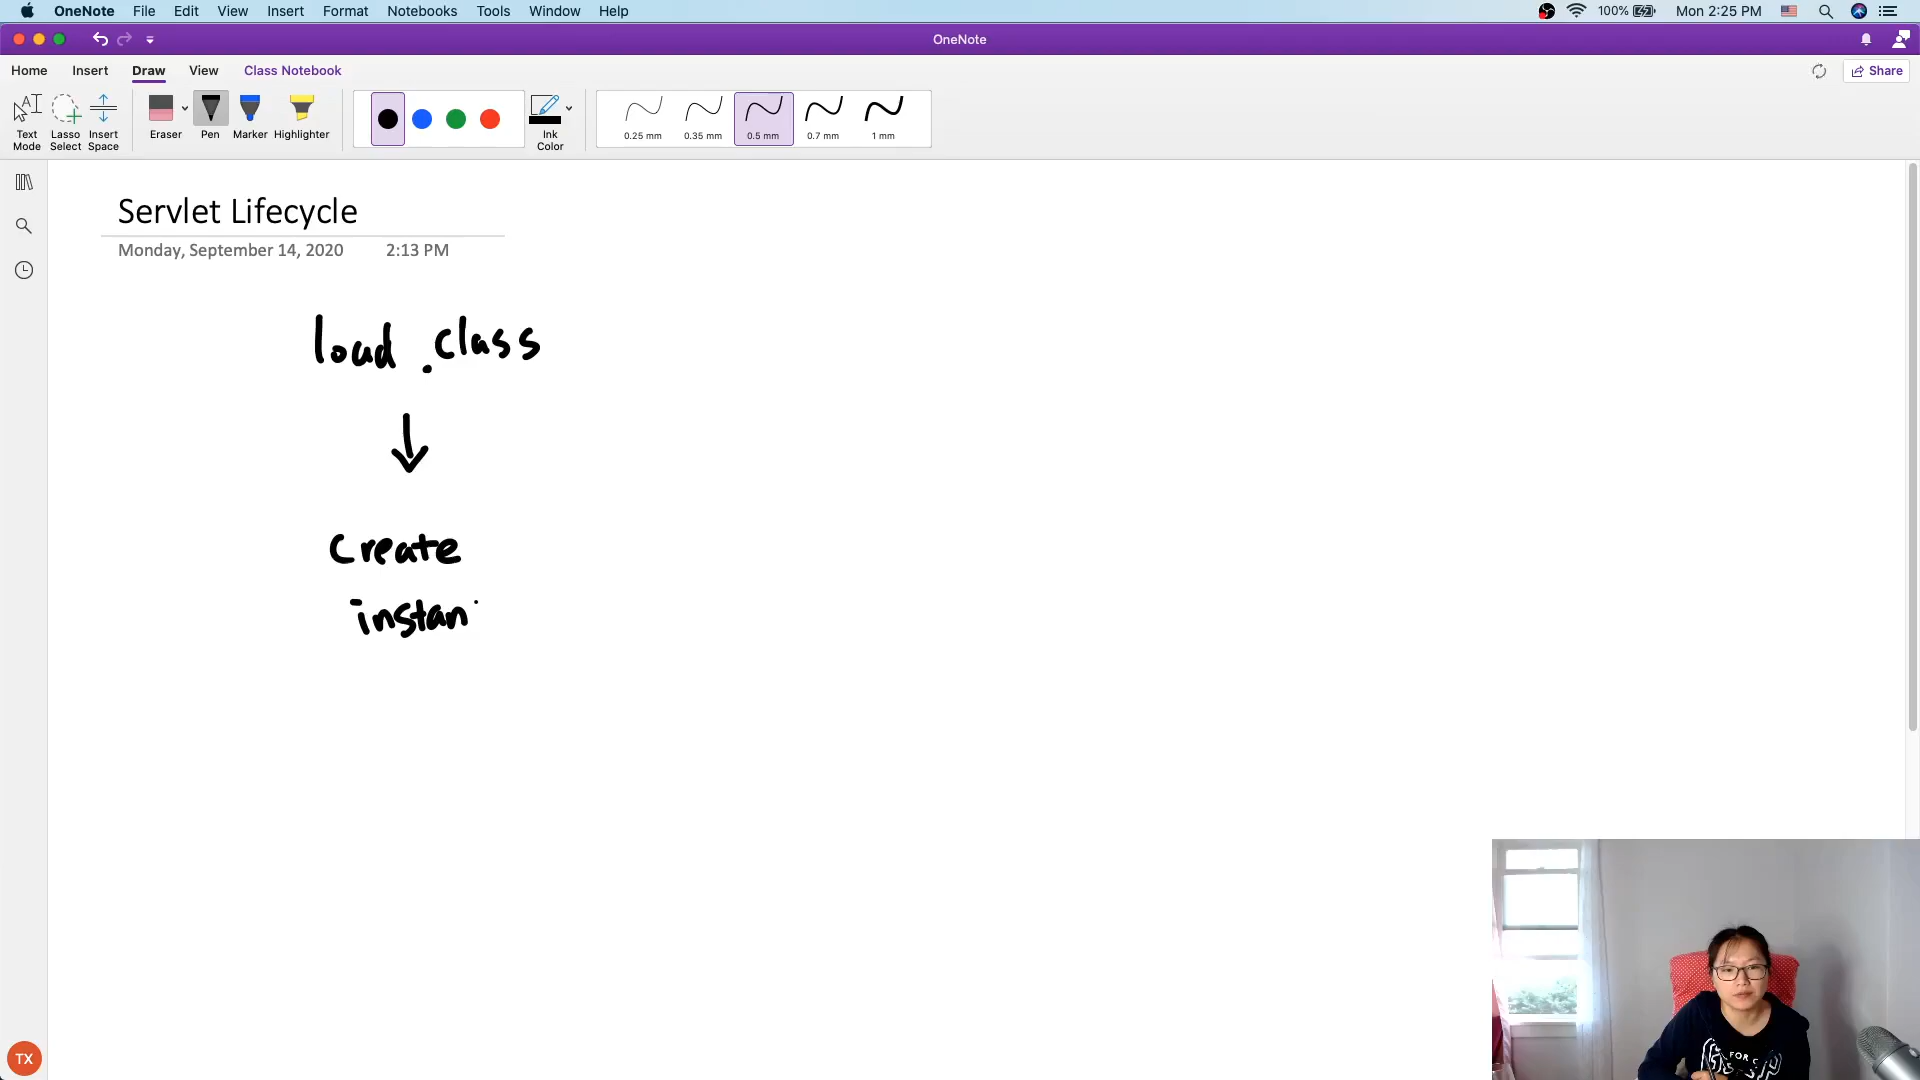 OneNote File Edit View Insert Format Notebooks Tools Window Help 100% Mon 2:25 PM
OneNote
Home Insert Draw View Class Notebook Share
Text Mode
Lasso Select
Insert Space
Eraser
Pen
Marker
Highlighter
Ink Color
0.25 mm 0.35 mm 0.5 mm 0.7 mm 1 mm
Servlet Lifecycle
Monday, September 14, 2020 2:13 PM
load .class
create
instan
TX
FOR C